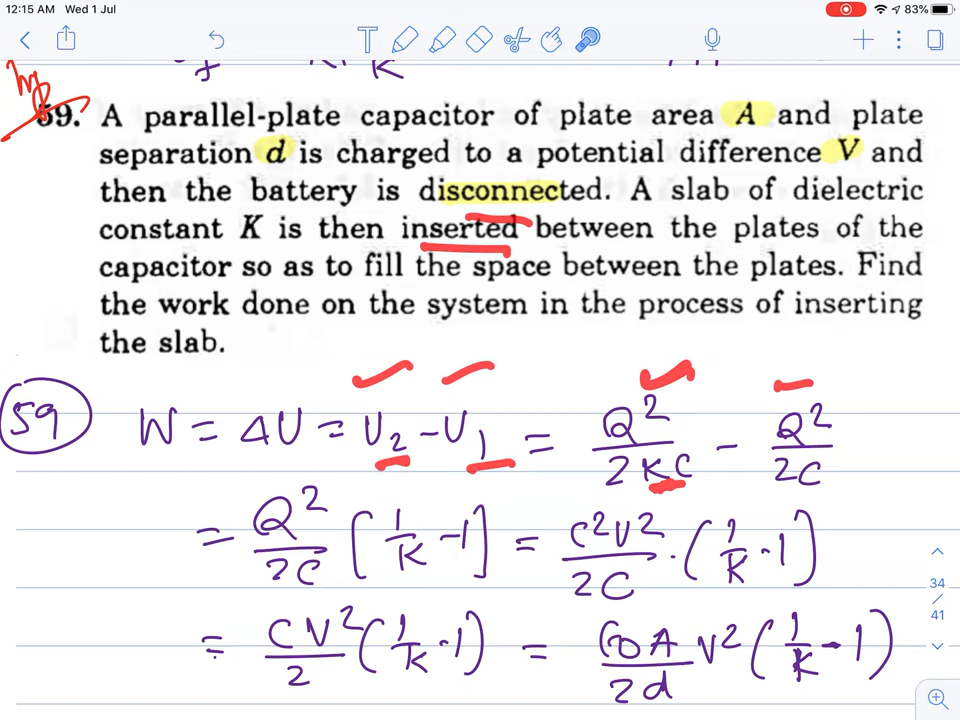 12:15 AM Wed 1 Jul
83%
59. A parallel-plate capacitor of plate area A and plate
separation d is charged to a potential difference V and
then the battery is disconnected. A slab of dielectric
constant K is then inserted between the plates of the
capacitor so as to fill the space between the plates. Find
the work done on the system in the process of inserting
the slab.
59 W = ΔU = U₂ - U₁ = Q²/2KC - Q²/2C
= Q²/2C [1/K - 1] = C²V²/2C · (1/K - 1)
= CV²/2 (1/K - 1) = ϵ0A/2d V² (1/K - 1)
34
/
41